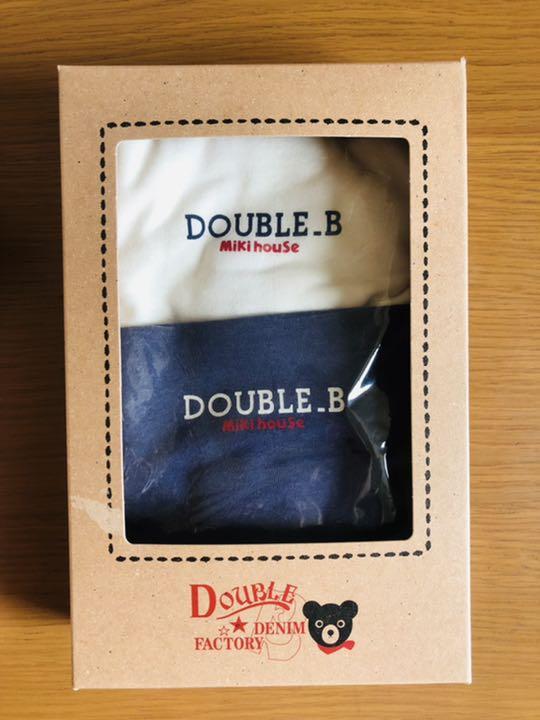 DOUBLE_B
Miki house
DOUBLE_B
Miki house
DOUBLE
B
DENIM
FACTORY